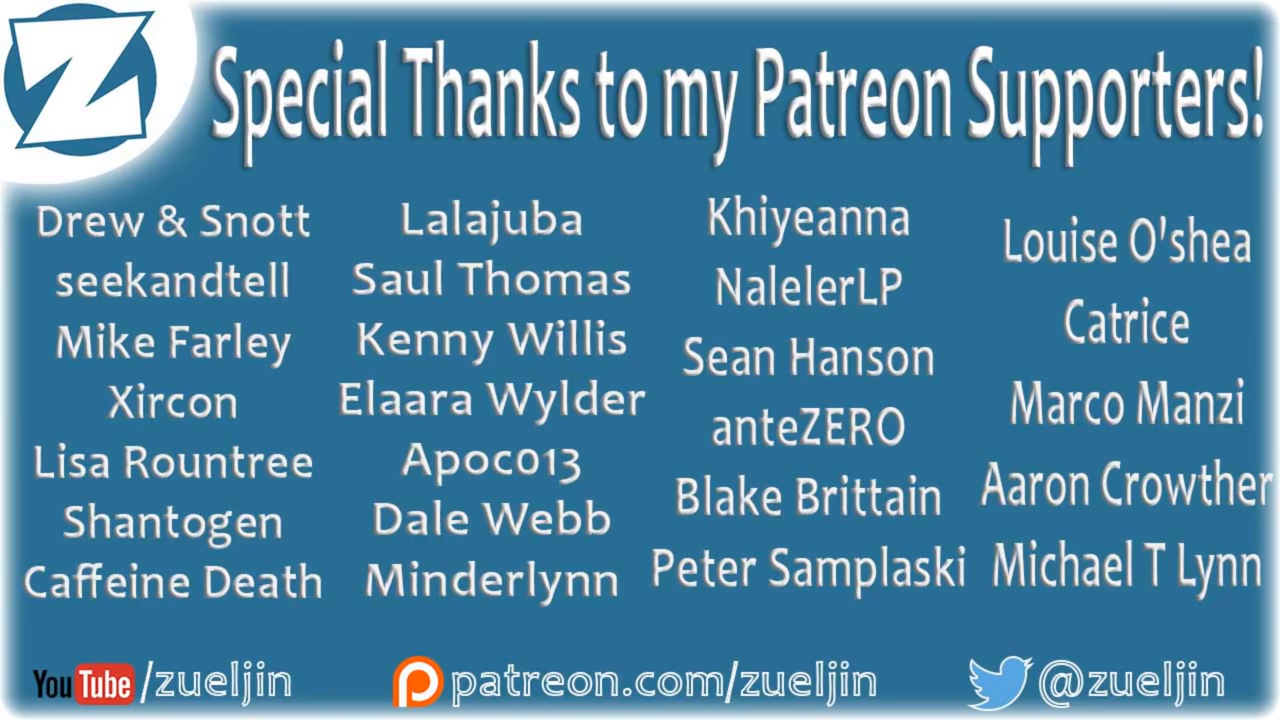 Z
Special Thanks to my Patreon Supporters!
Drew & Snott
seekandtell
Mike Farley
Xircon
Lisa Rountree
Shantogen
Caffeine Death
Lalajuba
Saul Thomas
Kenny Willis
Elaara Wylder
Apoc013
Dale Webb
Minderlynn
Khiyeanna
NalelerLP
Sean Hanson
anteZERO
Blake Brittain
Peter Samplaski
Louise O'shea
Catrice
Marco Manzi
Aaron Crowther
Michael T Lynn
YouTube /zueljin
patreon.com/zueljin
@zueljin